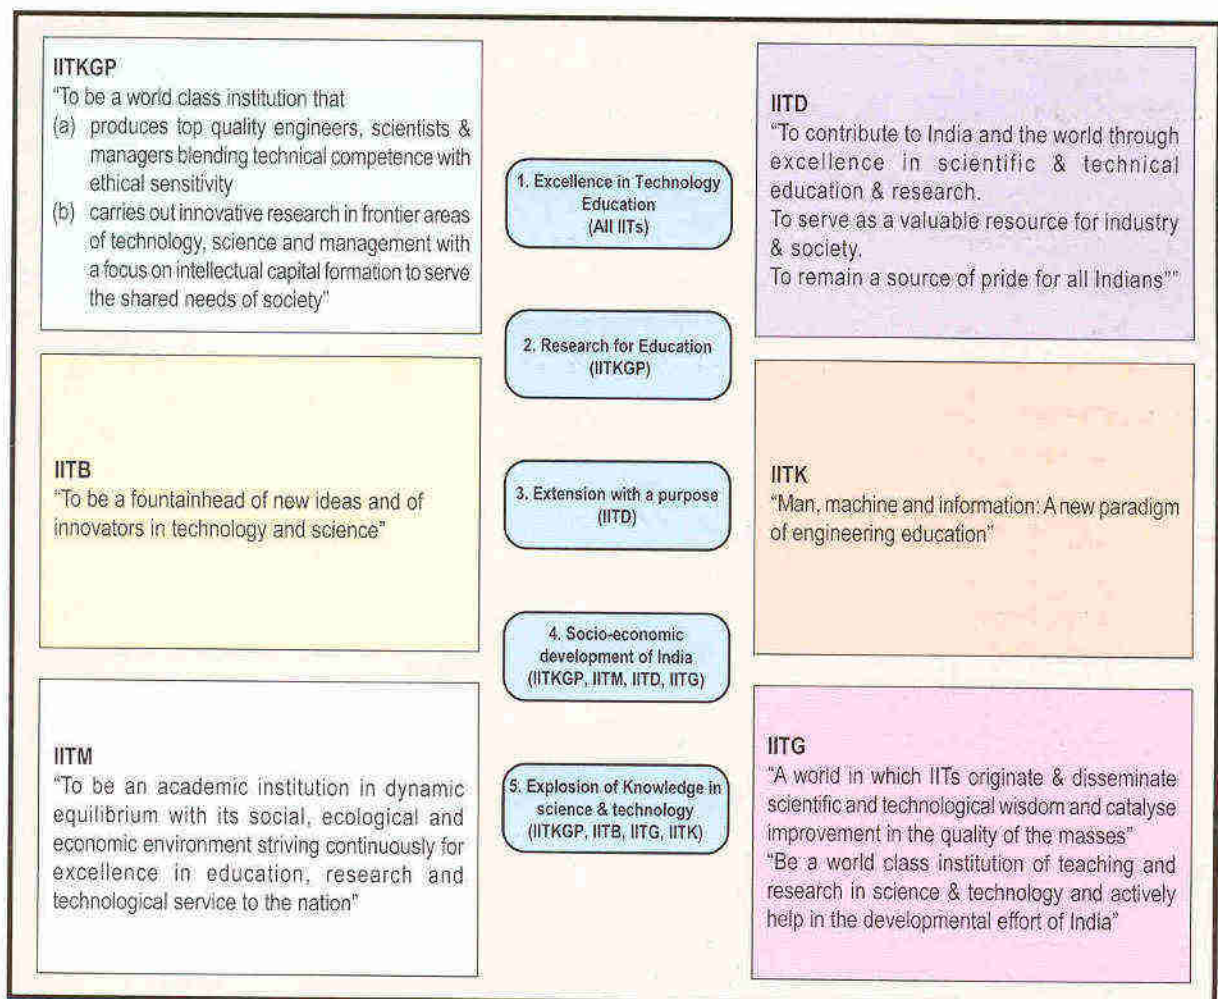 IITKGP
“To be a world class institution that
(a) produces top quality engineers, scientists &
managers blending technical competence with
ethical sensitivity
(b) carries out innovative research in frontier areas
of technology, science and management with
a focus on intellectual capital formation to serve
the shared needs of society”
IITB
“To be a fountainhead of new ideas and of
innovators in technology and science”
IITM
“To be an academic institution in dynamic
equilibrium with its social, ecological and
economic environment striving continuously for
excellence in education, research and
technological service to the nation”
1. Excellence in Technology
Education
(All IITs)
2. Research for Education
(IITKGP)
3. Extension with a purpose
(IITD)
4. Socio-economic
development of India
(IITKGP, IITM, IITD, IITG)
5. Explosion of Knowledge in
science & technology
(IITKGP, IITB, IITG, IITK)
IITD
“To contribute to India and the world through
excellence in scientific & technical
education & research.
To serve as a valuable resource for industry
& society.
To remain a source of pride for all Indians””
IITK
“Man, machine and information: A new paradigm
of engineering education”
IITG
“A world in which IITs originate & disseminate
scientific and technological wisdom and catalyse
improvement in the quality of the masses”
“Be a world class institution of teaching and
research in science & technology and actively
help in the developmental effort of India”